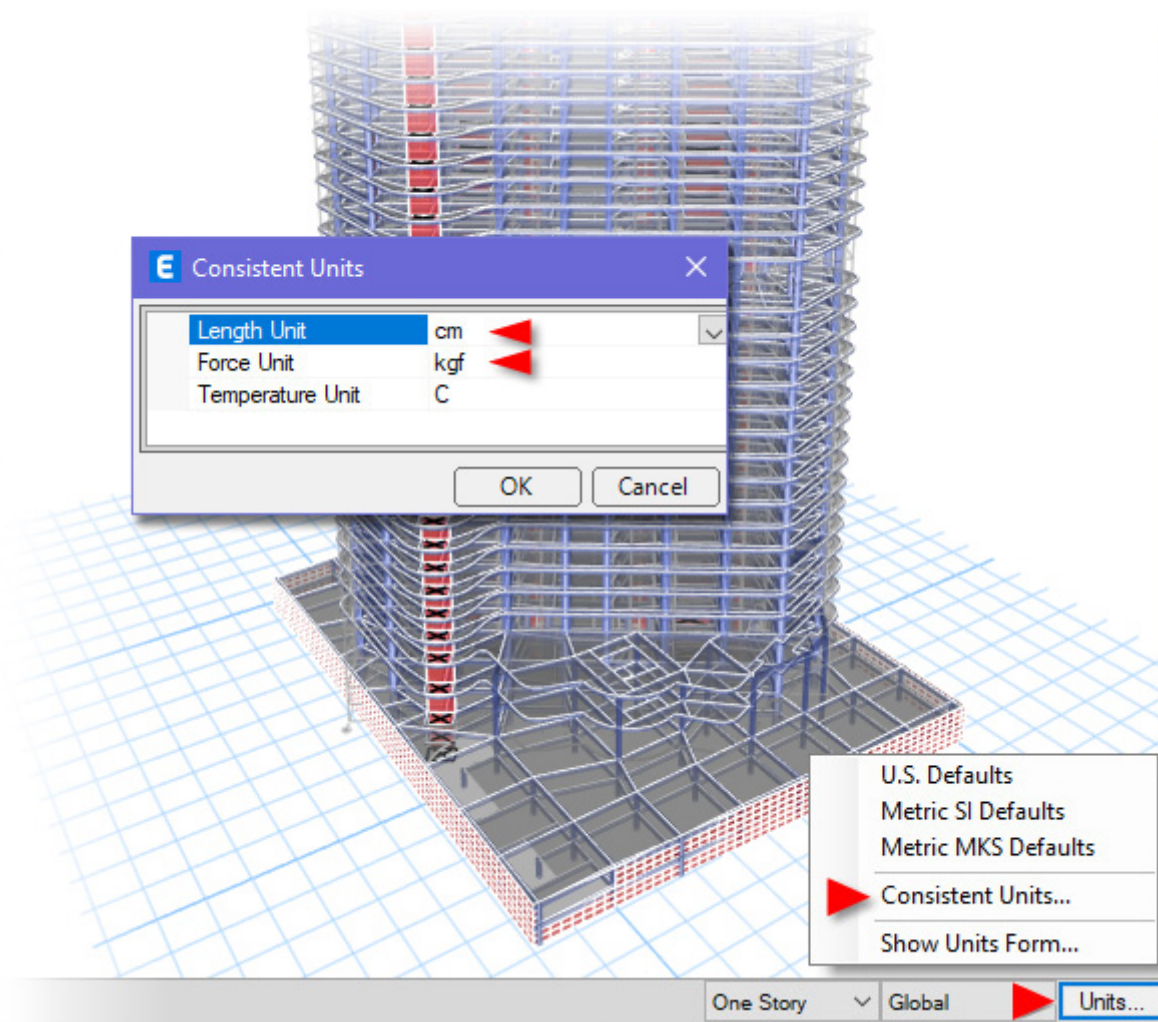 E Consistent Units
Length Unit cm
Force Unit kgf
Temperature Unit C
OK Cancel
U.S. Defaults
Metric SI Defaults
Metric MKS Defaults
Consistent Units...
Show Units Form...
One Story Global Units...